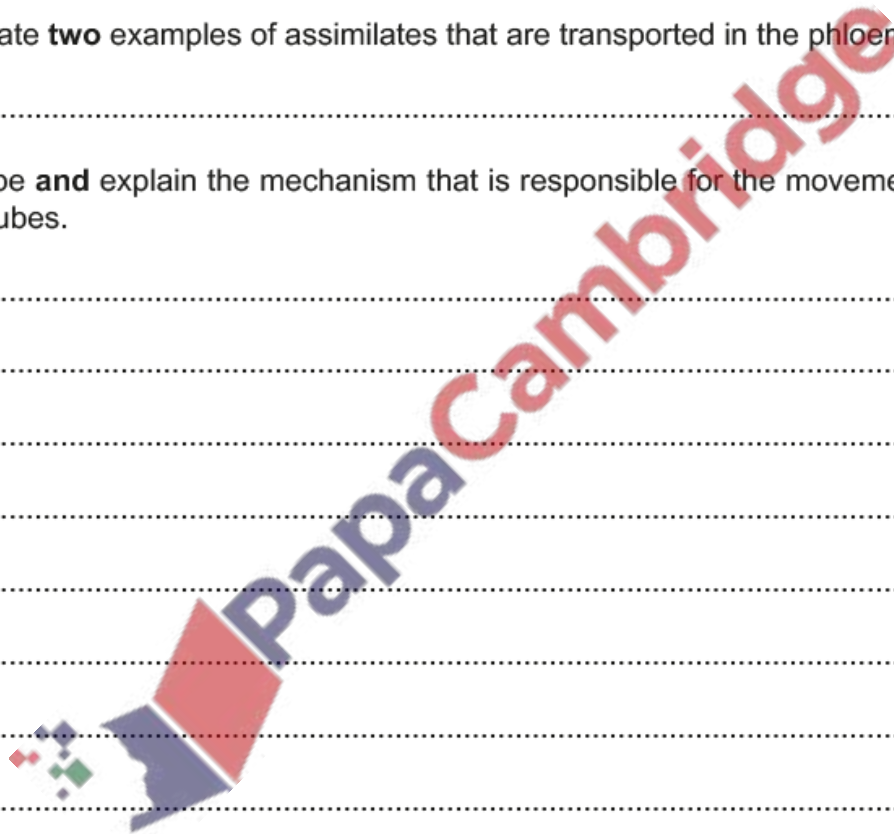 ate two examples of assimilates that are transported in the phloem
be and explain the mechanism that is responsible for the moveme
ubes.
PapaCambridge